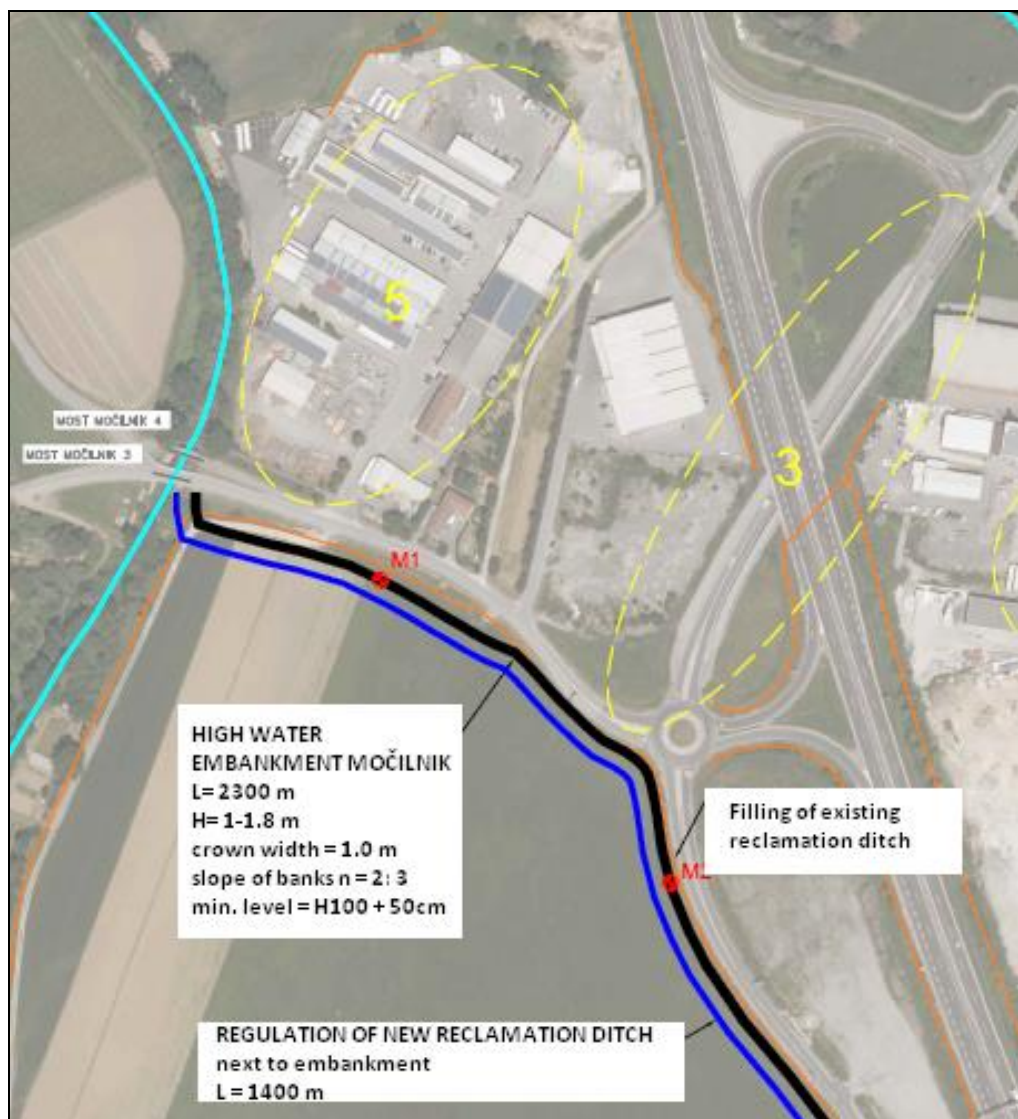 5
3
MOST MOČILNIK 4
MOST MOČILNIK 3
M1
HIGH WATER
EMBANKMENT MOČILNIK
L= 2300 m
H= 1-1.8 m
crown width = 1.0 m
slope of banks n = 2: 3
min. level = H100 + 50cm
Filling of existing
reclamation ditch
M2
REGULATION OF NEW RECLAMATION DITCH
next to embankment
L = 1400 m